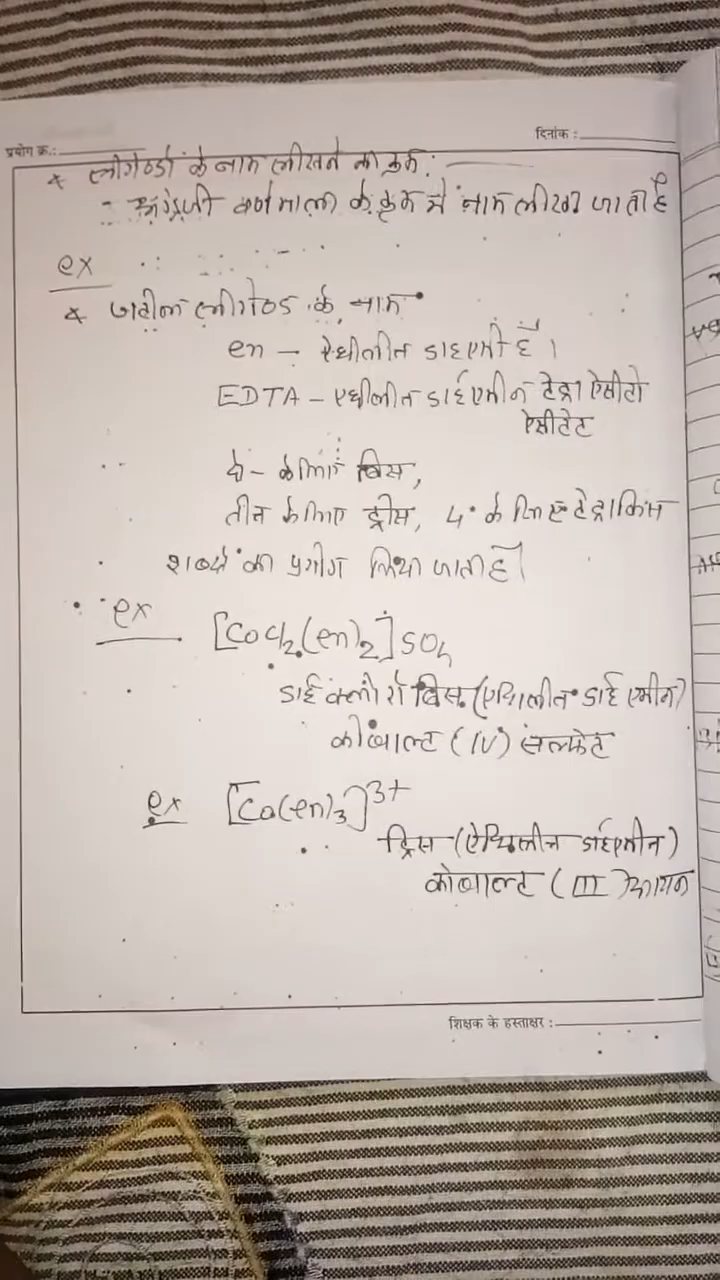 प्रयोग क्र.:
दिनांक :
* लीगेण्डो के नाम लीखने का क्रम :
- अंग्रेजी वर्णमाला के क्रम में नाम लीखा जाता है
ex
* जटील लीगेण्ड के नाम
en - ऐथीलीन डाइएमी है।
EDTA - एथीलीन डाईएमीन टेट्रा ऐसीटो
ऐसीटेट
दो - के लिए बिस,
तीन के लिए ट्रीस, 4 के लिए टेट्राकिस
शब्दो का प्रयोग किया जाता है।
ex [CoCl2(en)2]SO4
डाई क्लोरो बिस (एथिलीन डाई एमीन)
कोबाल्ट (IV) सल्फेट
ex [Co(en)3]3+
ट्रिस (ऐथिलीन डाईएमीन)
कोबाल्ट (III) आयन
शिक्षक के हस्ताक्षर :